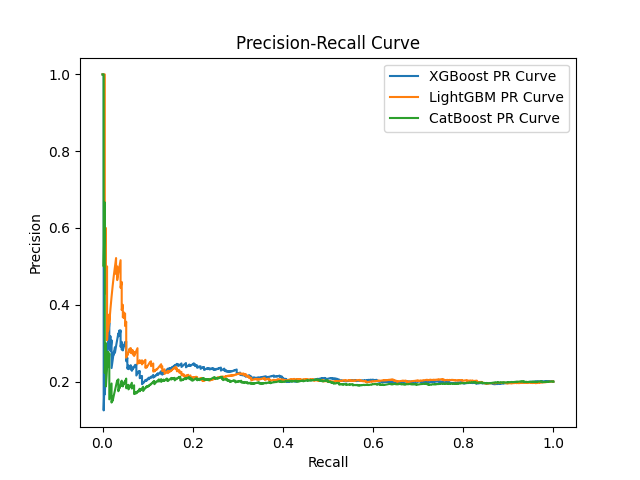 Precision-Recall Curve
XGBoost PR Curve
LightGBM PR Curve
CatBoost PR Curve
Precision
1.0
0.8
0.6
0.4
0.2
0.0 0.2 0.4 0.6 0.8 1.0
Recall